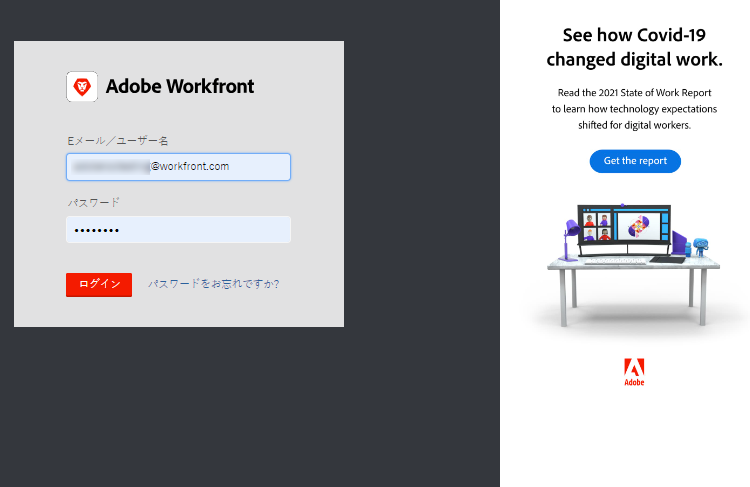 Adobe Workfront
Eメール／ユーザー名
@workfront.com
パスワード
••••••••
ログイン
パスワードをお忘れですか?
See how Covid-19
changed digital work.
Read the 2021 State of Work Report
to learn how technology expectations
shifted for digital workers.
Get the report
Adobe